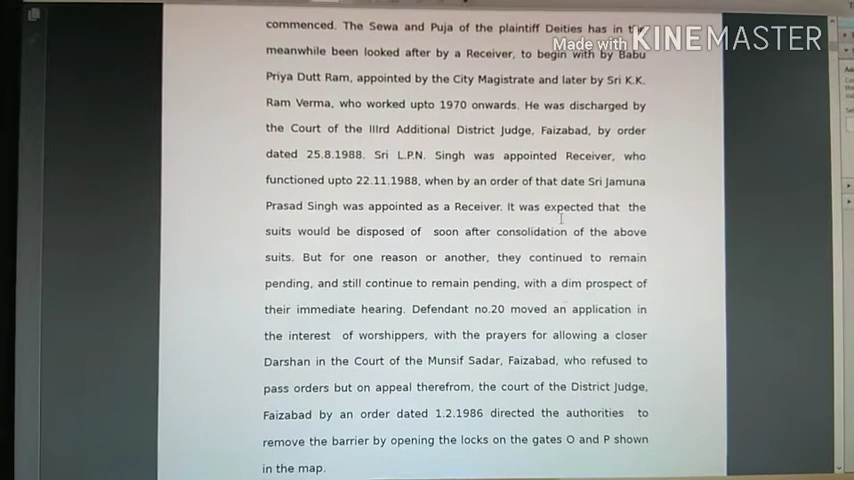 commenced. The Sewa and Puja of the plaintiff Deities has in
Made with KINEMASTER
meanwhile been looked after by a Receiver, to begin with by Babu
Priya Dutt Ram, appointed by the City Magistrate and later by Sri K.K.
Ram Verma, who worked upto 1970 onwards. He was discharged by
the Court of the IIIrd Additional District Judge, Faizabad, by order
dated 25.8.1988. Sri L.P.N. Singh was appointed Receiver, who
functioned upto 22.11.1988, when by an order of that date Sri Jamuna
Prasad Singh was appointed as a Receiver. It was expected that the
suits would be disposed of soon after consolidation of the above
suits. But for one reason or another, they continued to remain
pending, and still continue to remain pending, with a dim prospect of
their immediate hearing. Defendant no.20 moved an application in
the interest of worshippers, with the prayers for allowing a closer
Darshan in the Court of the Munsif Sadar, Faizabad, who refused to
pass orders but on appeal therefrom, the court of the District Judge,
Faizabad by an order dated 1.2.1986 directed the authorities to
remove the barrier by opening the locks on the gates O and P shown
in the map.